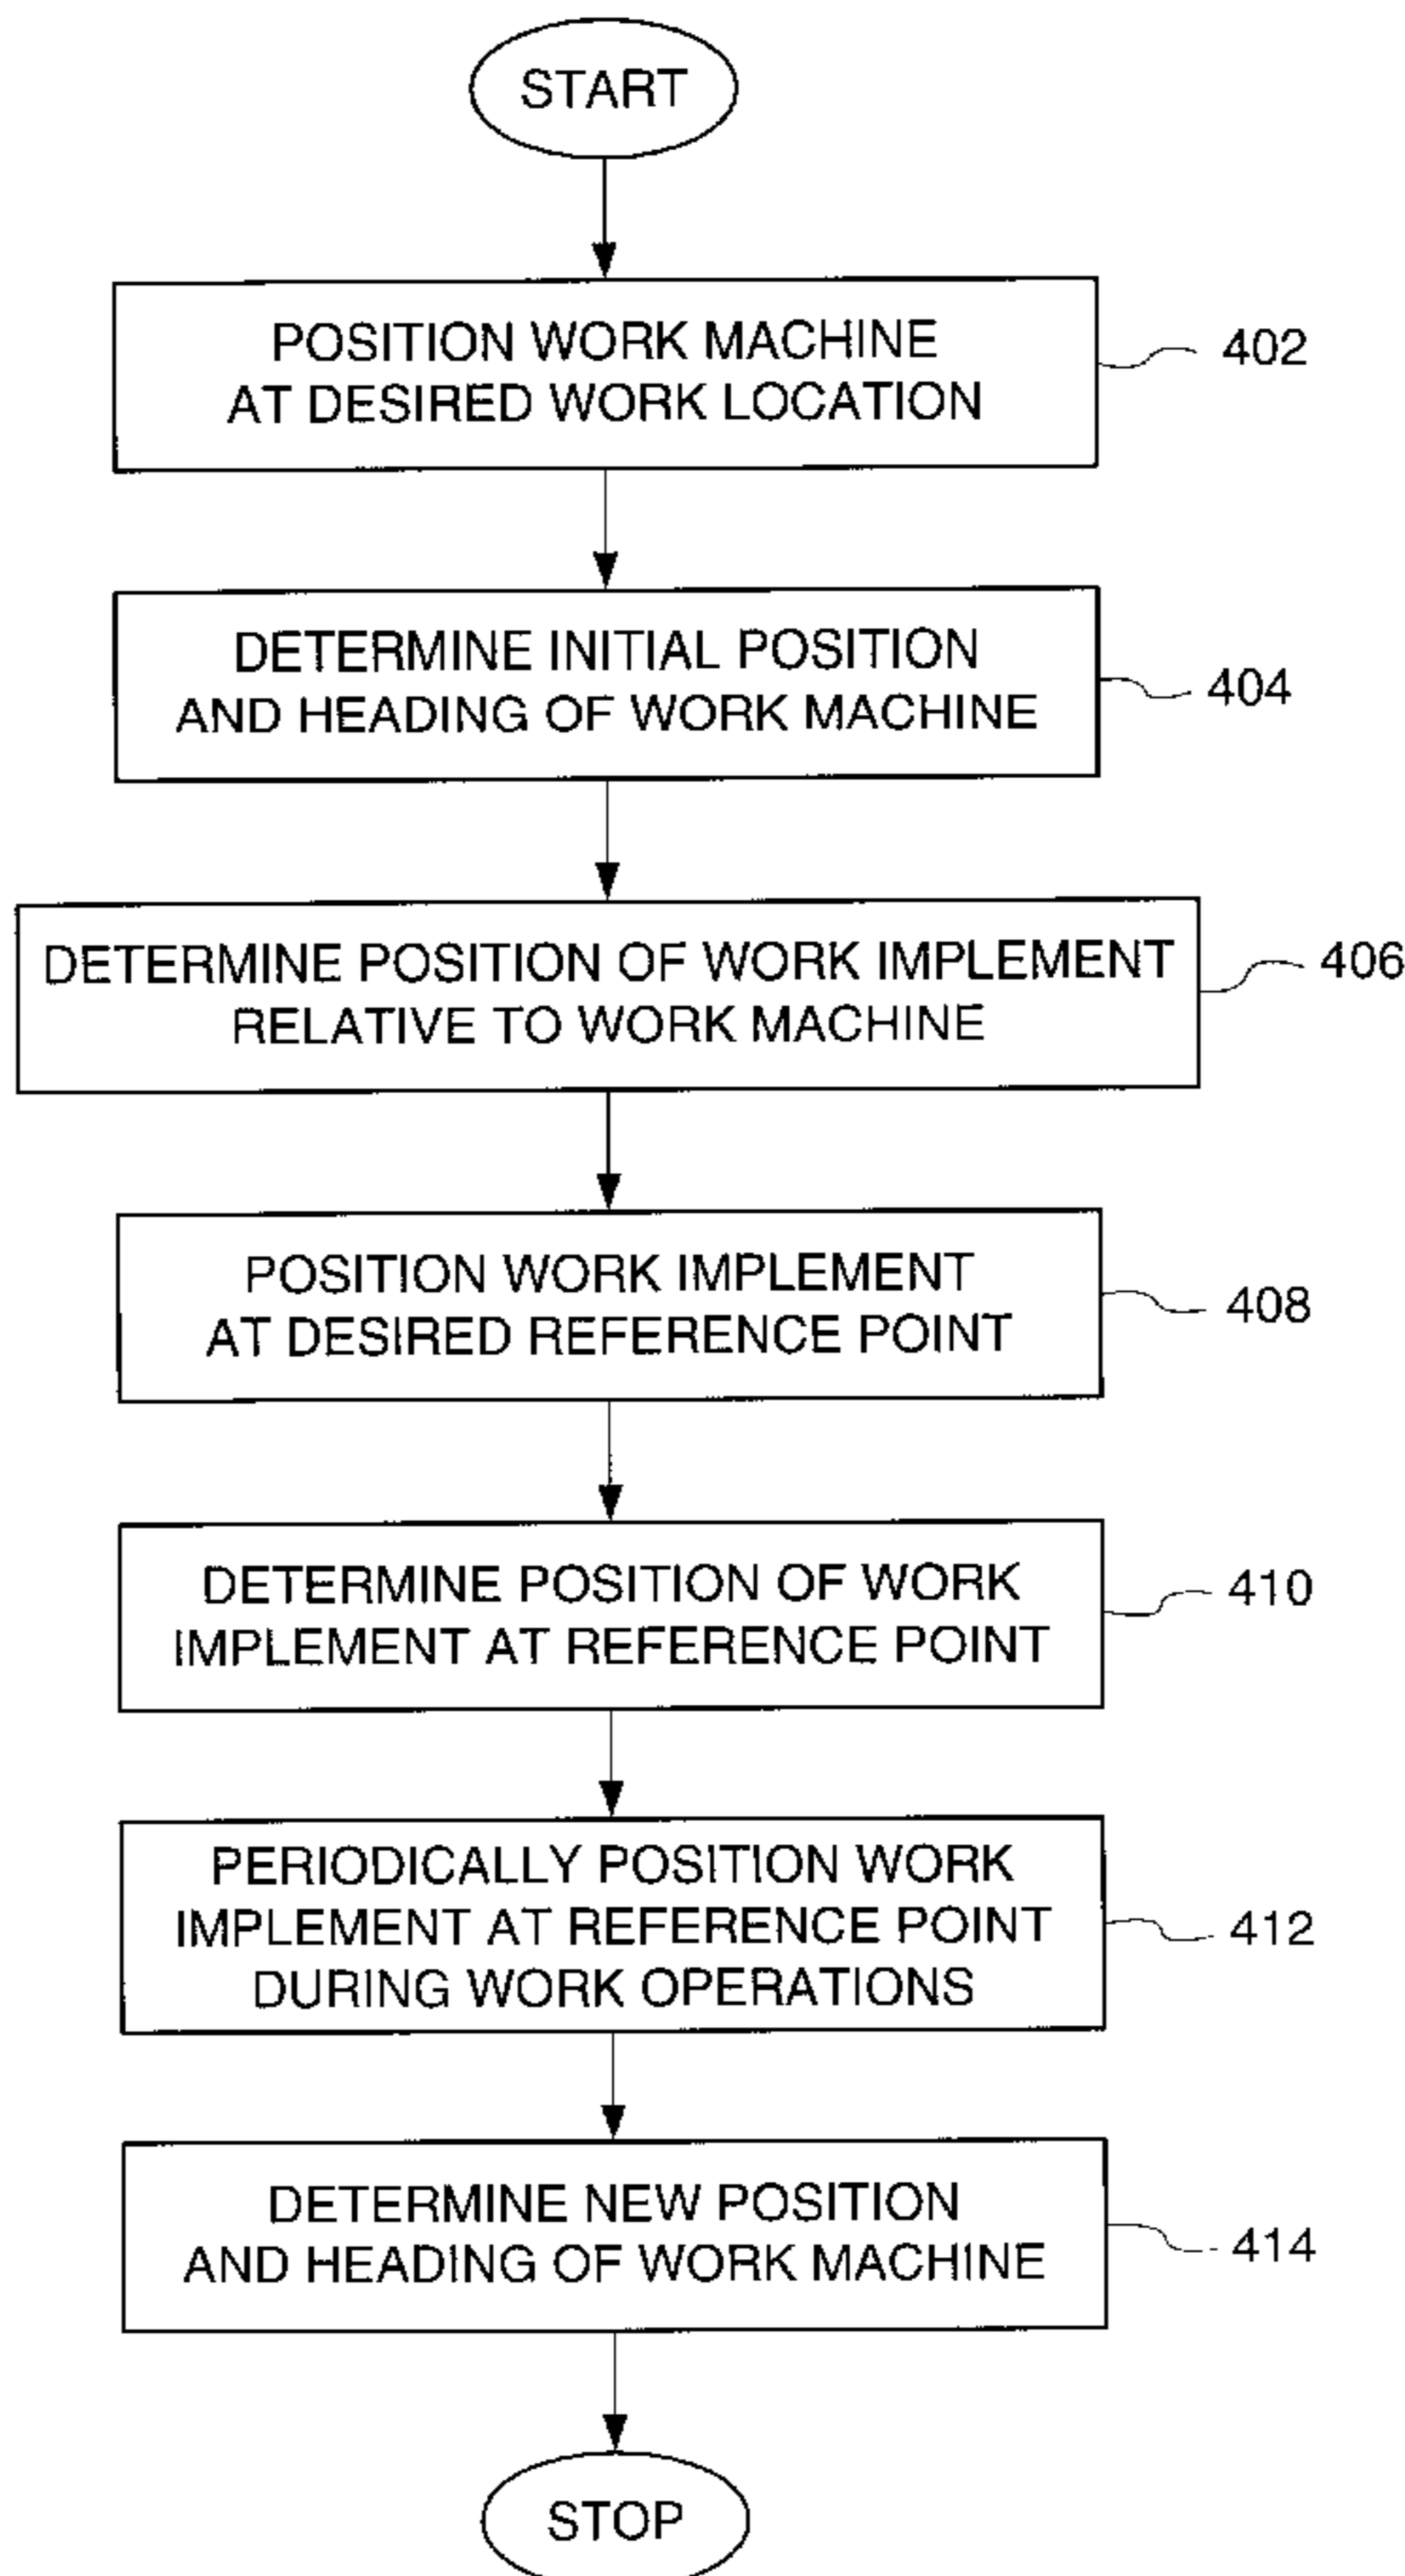 START
POSITION WORK MACHINE
AT DESIRED WORK LOCATION
402
DETERMINE INITIAL POSITION
AND HEADING OF WORK MACHINE
404
DETERMINE POSITION OF WORK IMPLEMENT
RELATIVE TO WORK MACHINE
406
POSITION WORK IMPLEMENT
AT DESIRED REFERENCE POINT
408
DETERMINE POSITION OF WORK
IMPLEMENT AT REFERENCE POINT
410
PERIODICALLY POSITION WORK
IMPLEMENT AT REFERENCE POINT
DURING WORK OPERATIONS
412
DETERMINE NEW POSITION
AND HEADING OF WORK MACHINE
414
STOP